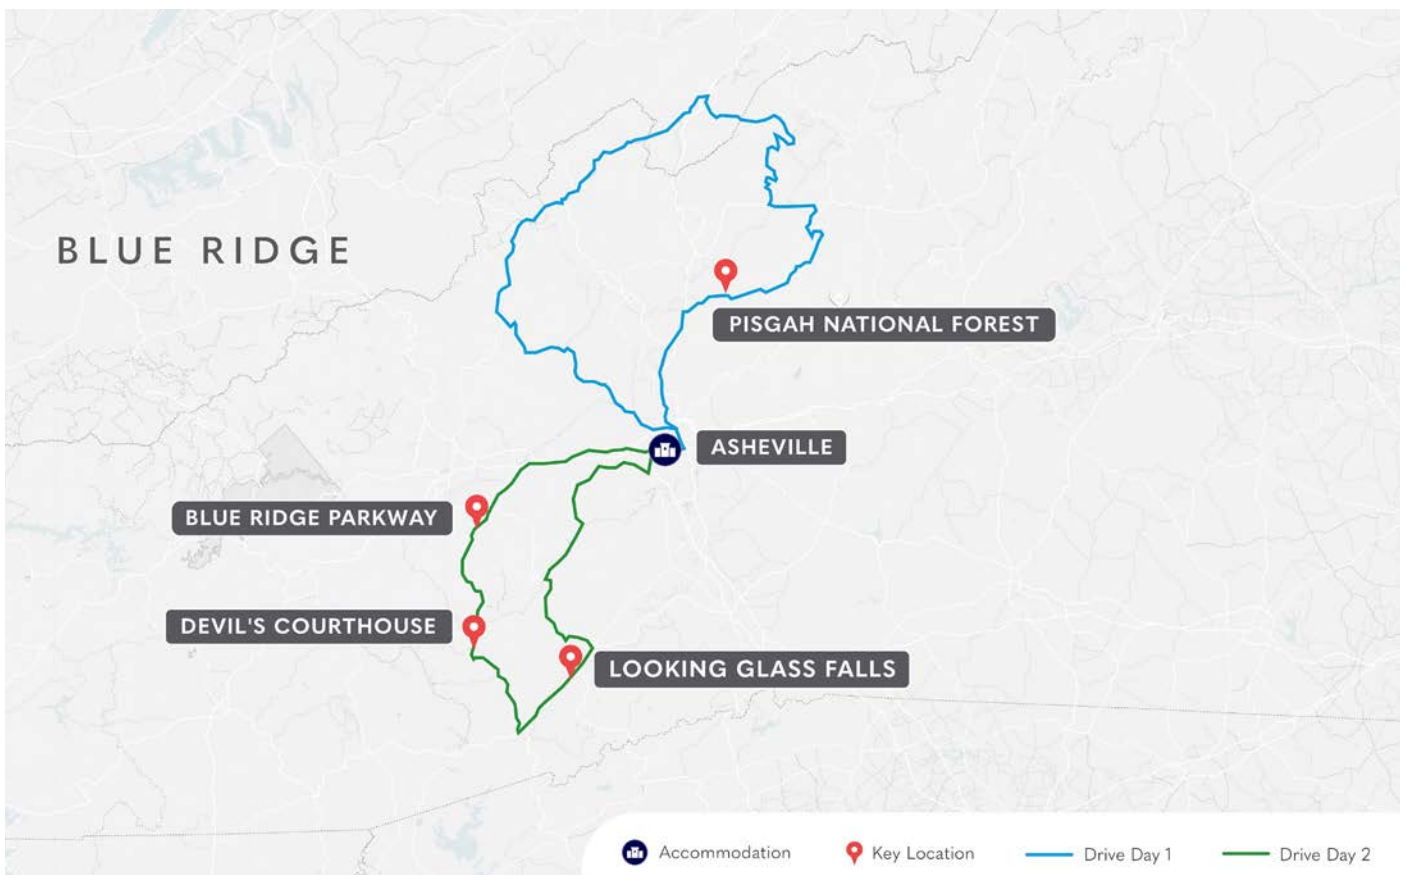 BLUE RIDGE
PISGAH NATIONAL FOREST
ASHEVILLE
BLUE RIDGE PARKWAY
DEVIL'S COURTHOUSE
LOOKING GLASS FALLS
Accommodation
Key Location
Drive Day 1
Drive Day 2